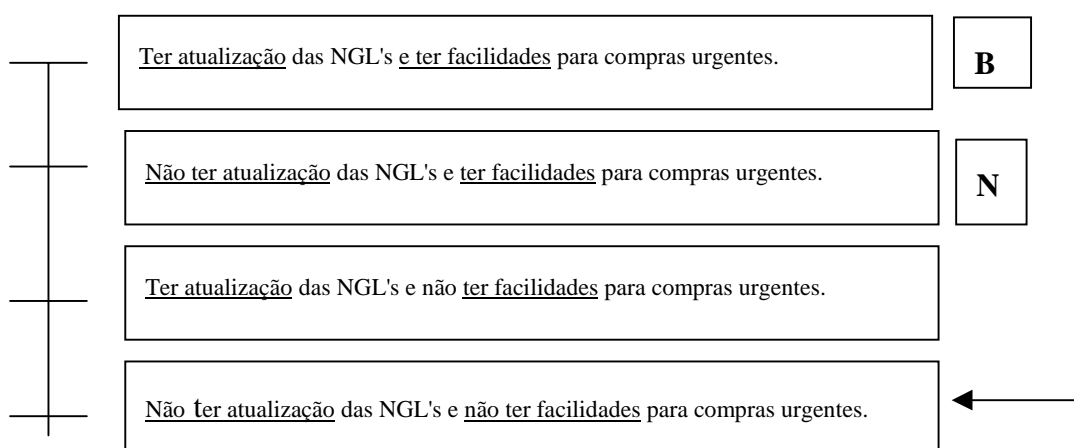 Ter atualização das NGL's e ter facilidades para compras urgentes.
B
Não ter atualização das NGL's e ter facilidades para compras urgentes.
N
Ter atualização das NGL's e não ter facilidades para compras urgentes.
Não ter atualização das NGL's e não ter facilidades para compras urgentes.